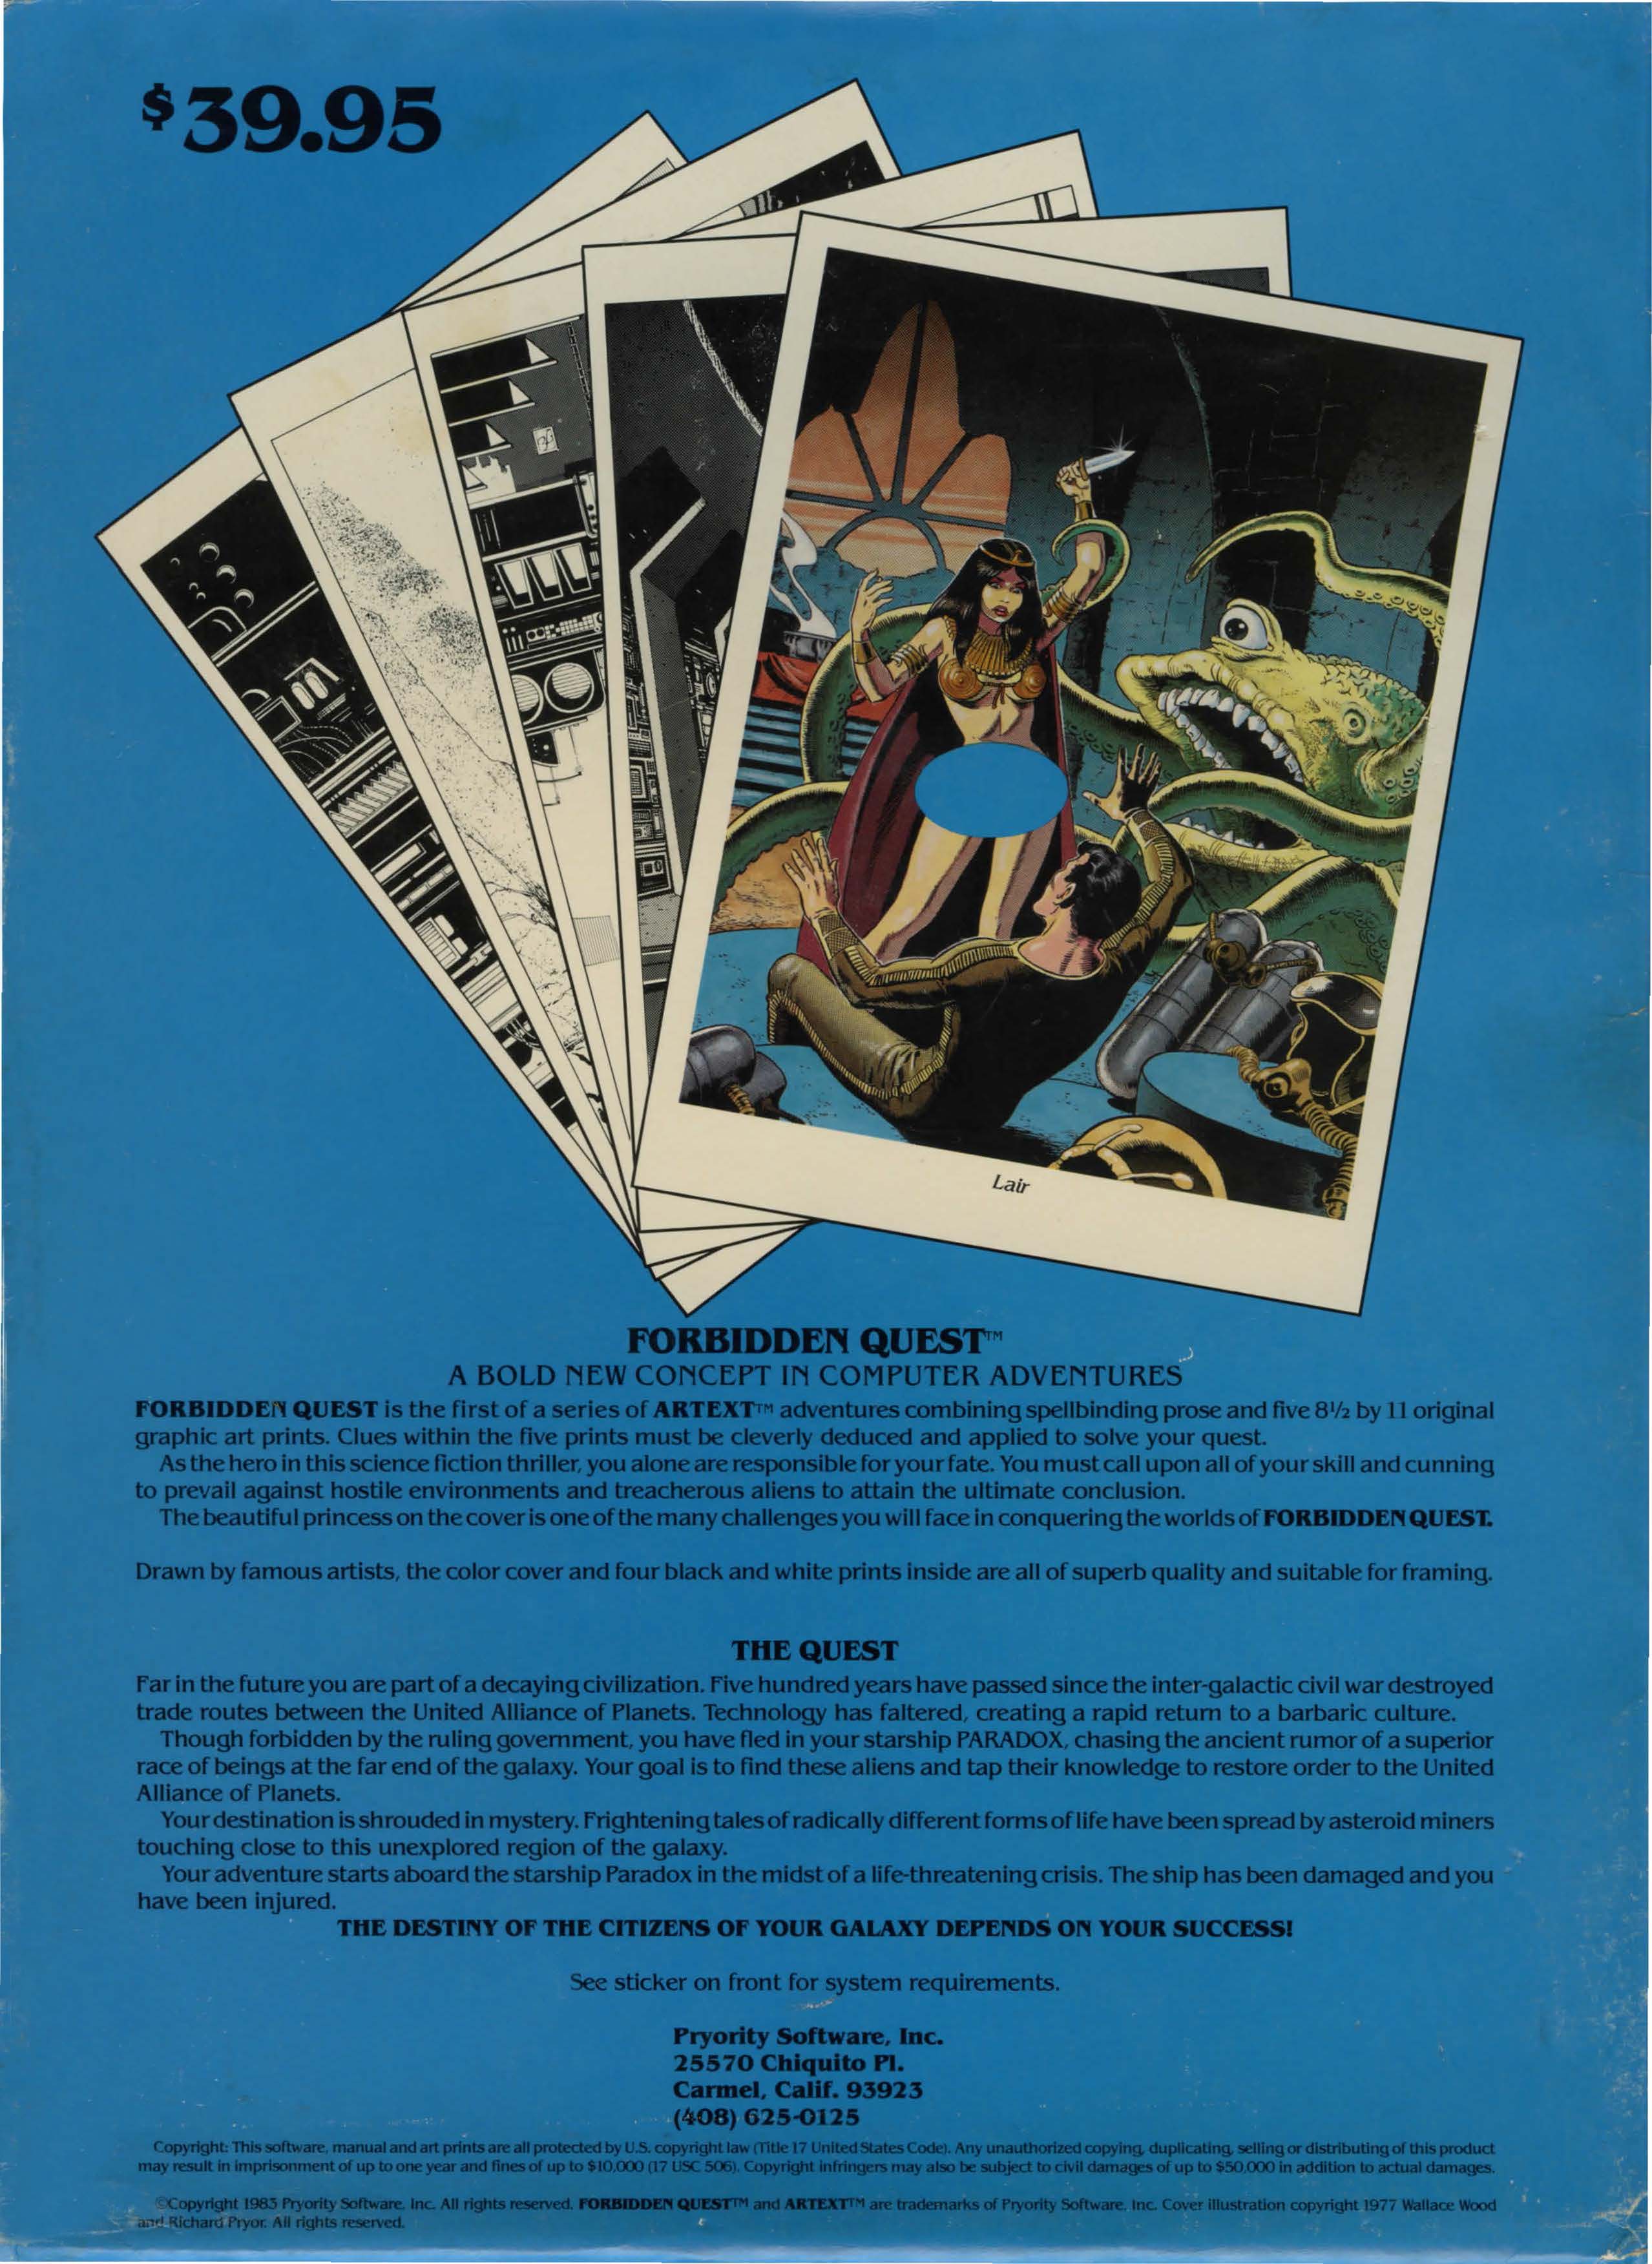 $39.95
Lair
FORBIDDEN QUEST™
A BOLD NEW CONCEPT IN COMPUTER ADVENTURES
FORBIDDEN QUEST is the first of a series of ARTEXT™ adventures combining spellbinding prose and five 8½ by 11 original
graphic art prints. Clues within the five prints must be cleverly deduced and applied to solve your quest.
As the hero in this science fiction thriller, you alone are responsible for your fate. You must call upon all of your skill and cunning
to prevail against hostile environments and treacherous aliens to attain the ultimate conclusion.
The beautiful princess on the cover is one of the many challenges you will face in conquering the worlds of FORBIDDEN QUEST.
Drawn by famous artists, the color cover and four black and white prints inside are all of superb quality and suitable for framing.
THE QUEST
Far in the future you are part of a decaying civilization. Five hundred years have passed since the inter-galactic civil war destroyed
trade routes between the United Alliance of Planets. Technology has faltered, creating a rapid return to a barbaric culture.
Though forbidden by the ruling government, you have fled in your starship PARADOX, chasing the ancient rumor of a superior
race of beings at the far end of the galaxy. Your goal is to find these aliens and tap their knowledge to restore order to the United
Alliance of Planets.
Your destination is shrouded in mystery. Frightening tales of radically different forms of life have been spread by asteroid miners
touching close to this unexplored region of the galaxy.
Your adventure starts aboard the starship Paradox in the midst of a life-threatening crisis. The ship has been damaged and you
have been injured.
THE DESTINY OF THE CITIZENS OF YOUR GALAXY DEPENDS ON YOUR SUCCESS!
See sticker on front for system requirements.
Pryority Software, Inc.
25570 Chiquito Pl.
Carmel, Calif. 93923
(408) 625-0125
Copyright: This software, manual and art prints are all protected by U.S. copyright law (Title 17 United States Code). Any unauthorized copying, duplicating, selling or distributing of this product
may result in imprisonment of up to one year and fines of up to $10,000 (17 USC 506). Copyright infringers may also be subject to civil damages of up to $50,000 in addition to actual damages.
©Copyright 1983 Pryority Software, Inc. All rights reserved. FORBIDDEN QUEST™ and ARTEXT™ are trademarks of Pryority Software, Inc. Cover illustration copyright 1977 Wallace Wood
and Richard Pryor. All rights reserved.